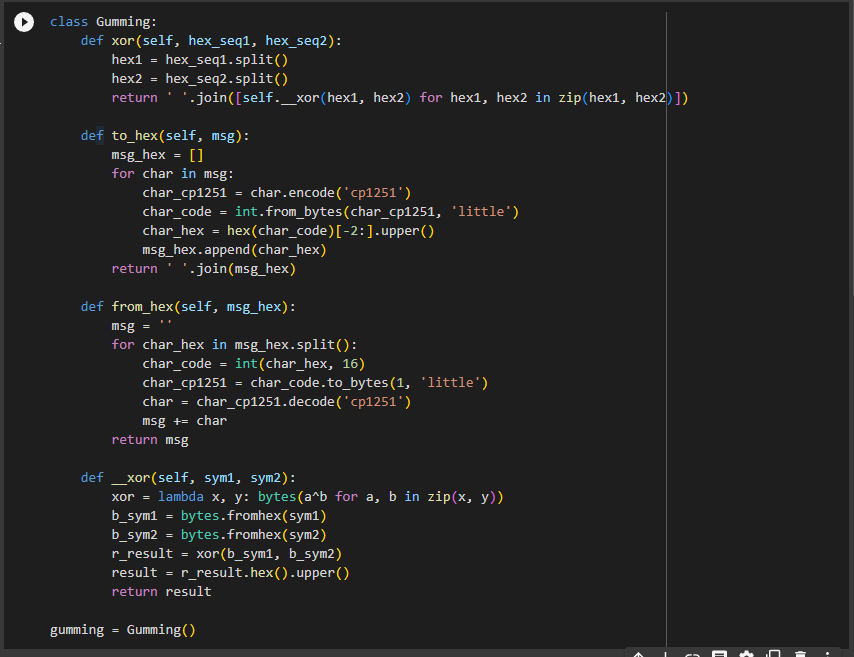 class Gumming:
    def xor(self, hex_seq1, hex_seq2):
        hex1 = hex_seq1.split()
        hex2 = hex_seq2.split()
        return ' '.join([self.__xor(hex1, hex2) for hex1, hex2 in zip(hex1, hex2)])

    def to_hex(self, msg):
        msg_hex = []
        for char in msg:
            char_cp1251 = char.encode('cp1251')
            char_code = int.from_bytes(char_cp1251, 'little')
            char_hex = hex(char_code)[-2:].upper()
            msg_hex.append(char_hex)
        return ' '.join(msg_hex)

    def from_hex(self, msg_hex):
        msg = ''
        for char_hex in msg_hex.split():
            char_code = int(char_hex, 16)
            char_cp1251 = char_code.to_bytes(1, 'little')
            char = char_cp1251.decode('cp1251')
            msg += char
        return msg

    def __xor(self, sym1, sym2):
        xor = lambda x, y: bytes(a^b for a, b in zip(x, y))
        b_sym1 = bytes.fromhex(sym1)
        b_sym2 = bytes.fromhex(sym2)
        r_result = xor(b_sym1, b_sym2)
        result = r_result.hex().upper()
        return result

gumming = Gumming()